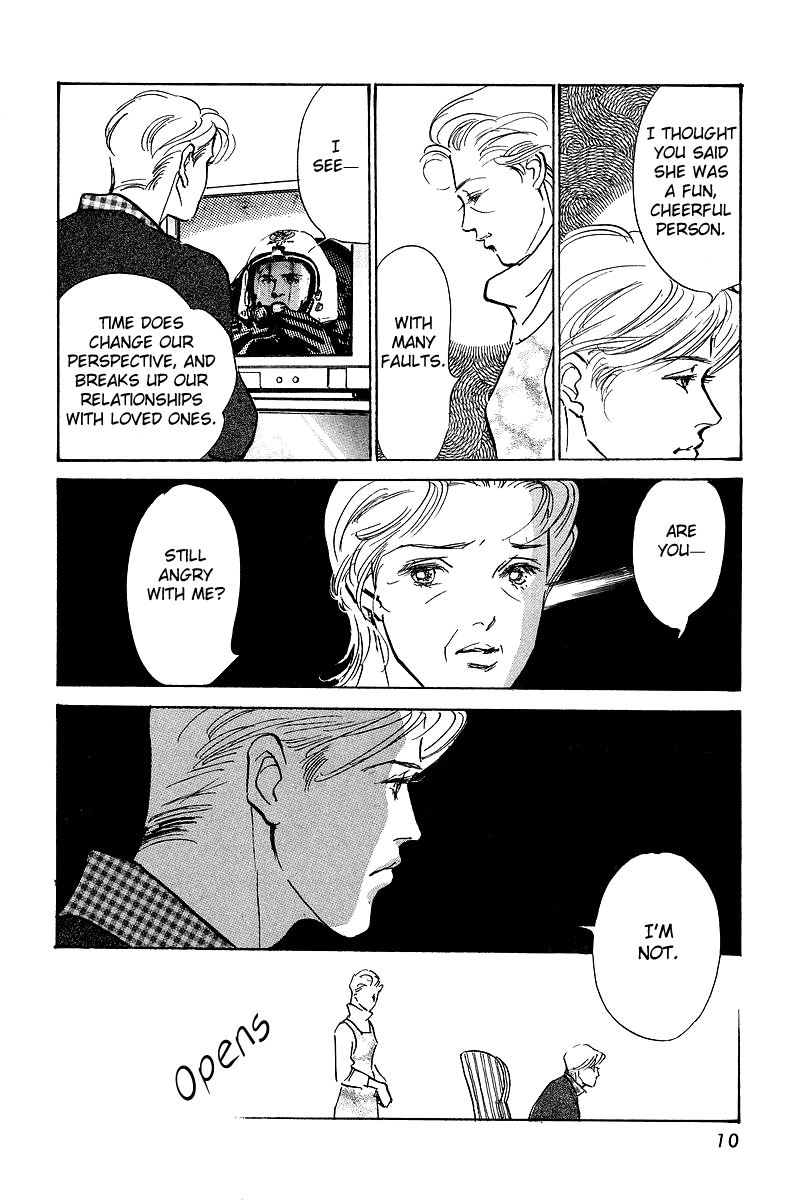 I THOUGHT
YOU SAID
SHE WAS
A FUN,
CHEERFUL
PERSON.
WITH
MANY
FAULTS.
I
SEE—
TIME DOES
CHANGE OUR
PERSPECTIVE, AND
BREAKS UP OUR
RELATIONSHIPS
WITH LOVED ONES.
ARE
YOU—
STILL
ANGRY
WITH ME?
I'M
NOT.
Opens
10